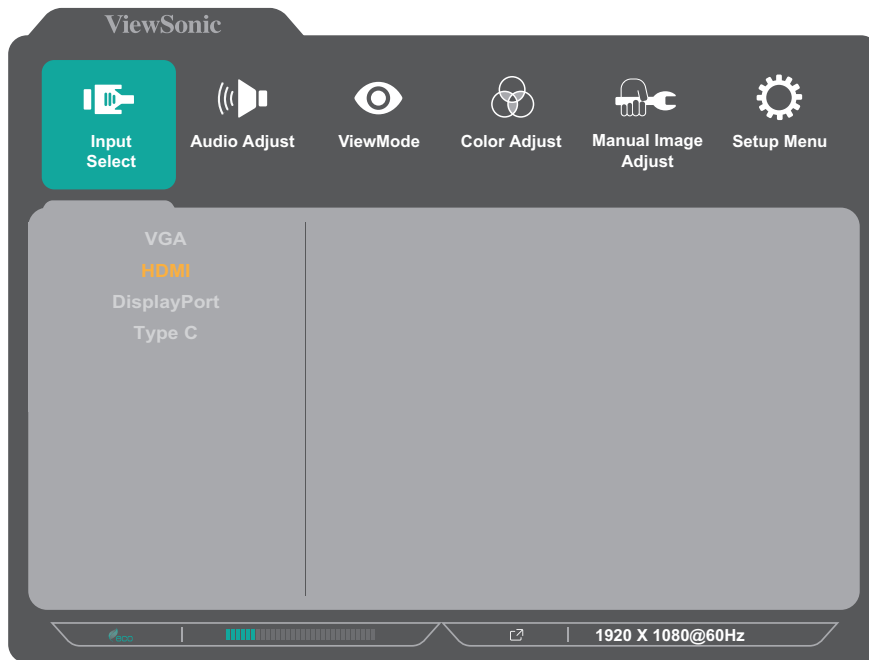 ViewSonic
Input
Select
Audio Adjust
ViewMode
Color Adjust
Manual Image
Adjust
Setup Menu
VGA
HDMI
DisplayPort
Type C
eco
1920 X 1080@60Hz